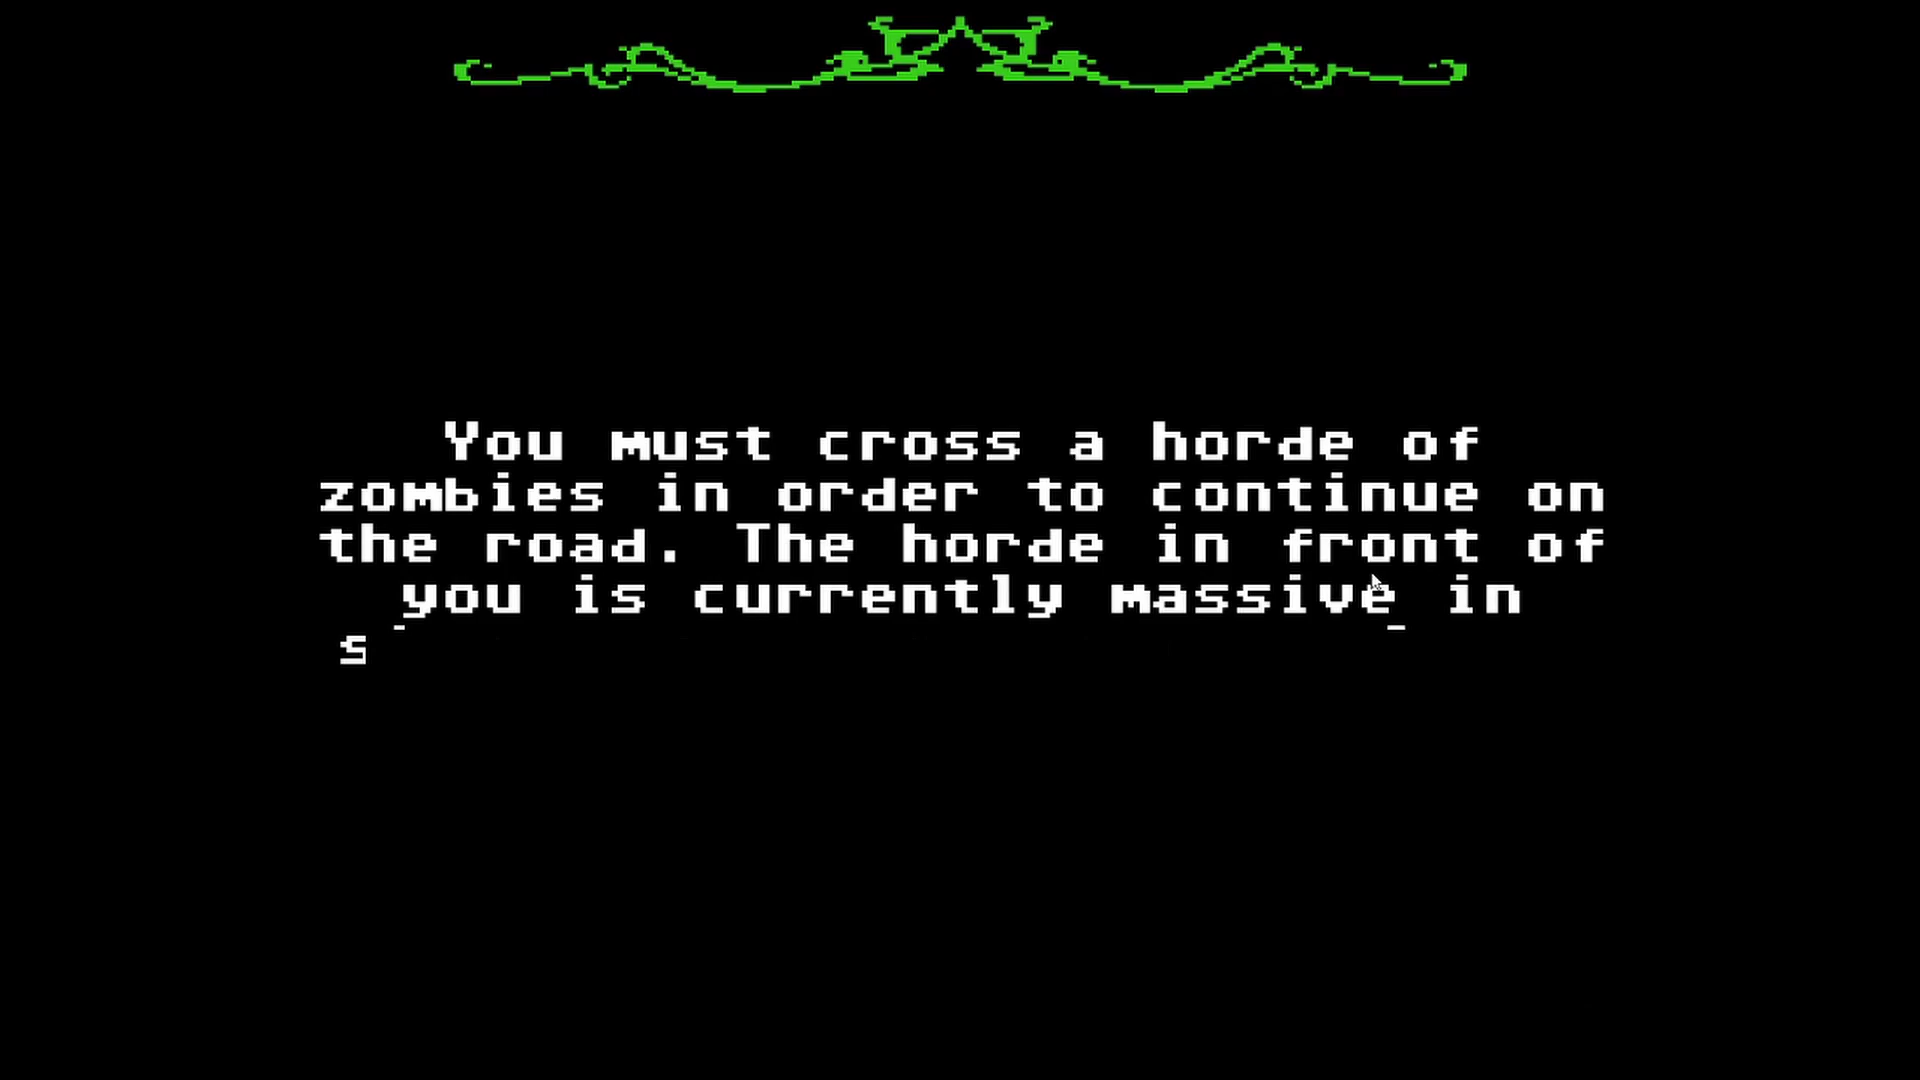 You must cross a horde of
zombies in order to continue on
the road. The horde in front of
you is currently massive in
s